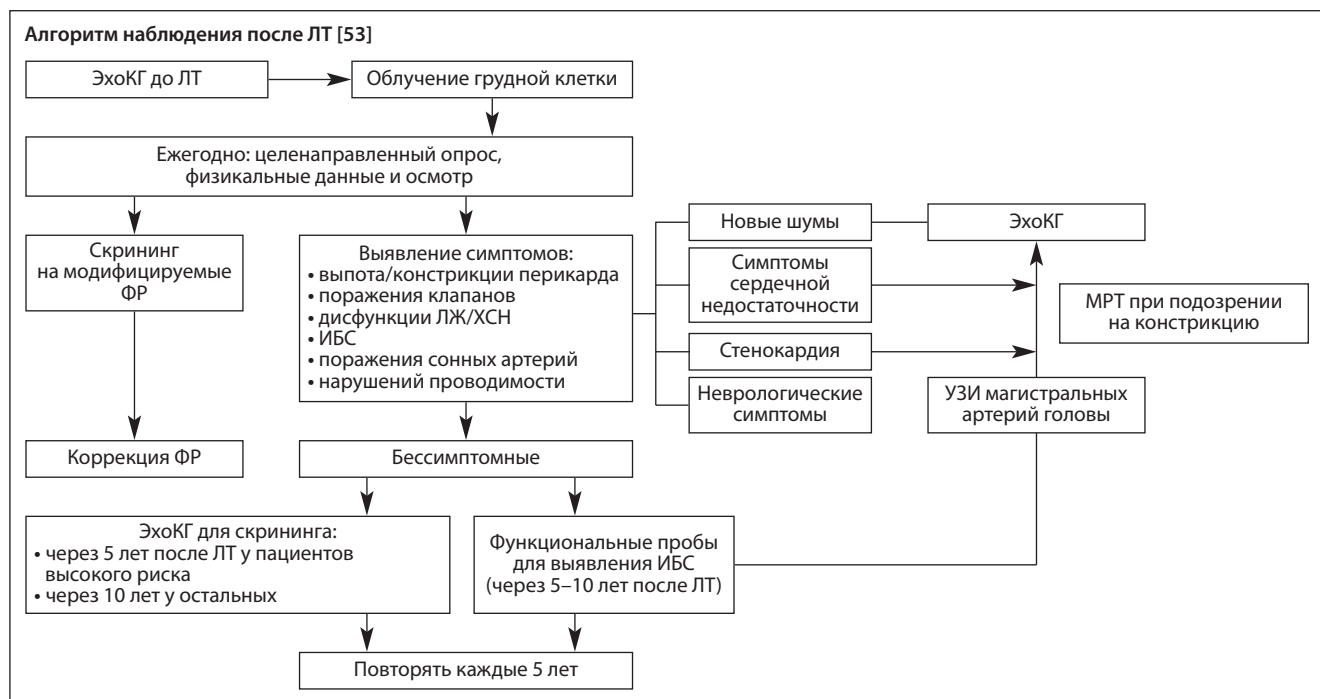 Алгоритм наблюдения после ЛТ [53]
ЭхоКГ до ЛТ
Облучение грудной клетки
Ежегодно: целенаправленный опрос,
физикальные данные и осмотр
Скрининг
на модифицируемые
ФР
Выявление симптомов:
• выпота/констрикции перикарда
• поражения клапанов
• дисфункции ЛЖ/ХСН
• ИБС
• поражения сонных артерий
• нарушений проводимости
Новые шумы
ЭхоКГ
Симптомы
сердечной
недостаточности
МРТ при подозрении
на констрикцию
Стенокардия
Неврологические
симптомы
УЗИ магистральных
артерий головы
Коррекция ФР
Бессимптомные
ЭхоКГ для скрининга:
• через 5 лет после ЛТ у пациентов
высокого риска
• через 10 лет у остальных
Функциональные пробы
для выявления ИБС
(через 5–10 лет после ЛТ)
Повторять каждые 5 лет